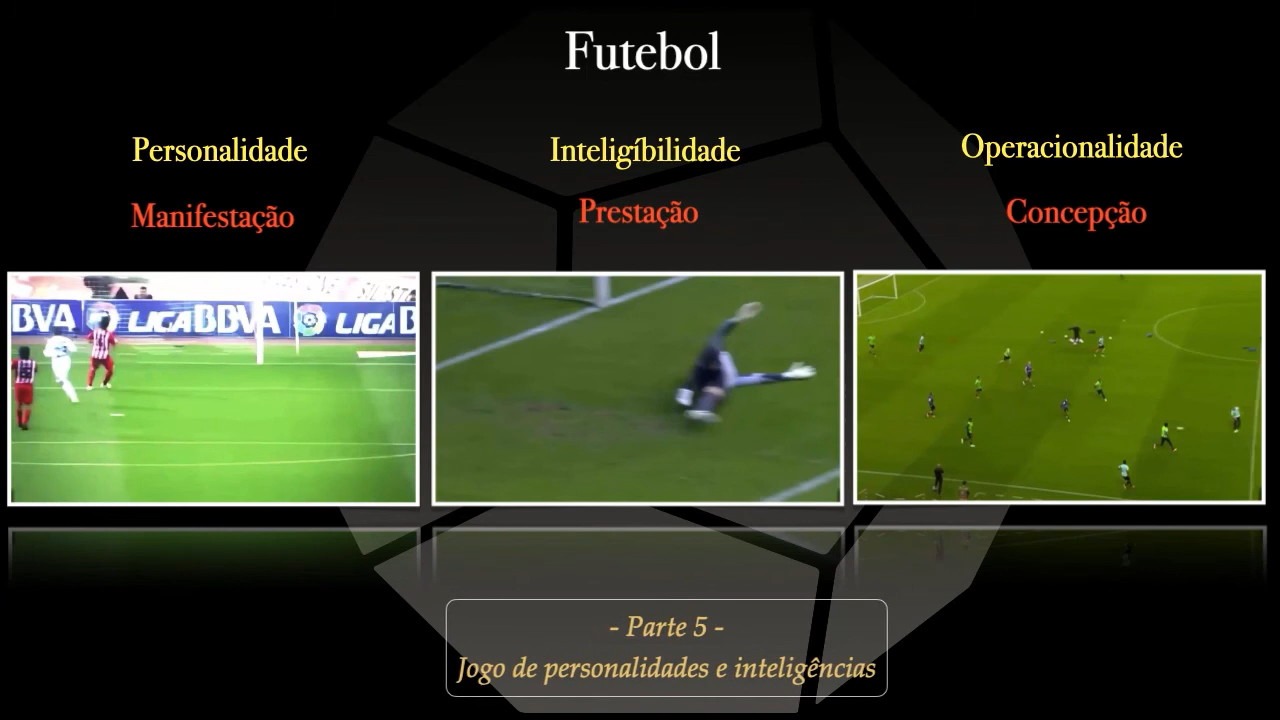 Futebol
Personalidade
Inteligíbilidade
Operacionalidade
Manifestação
Prestação
Concepção
BVA LIGA BBVA LIGA B
- Parte 5 -
Jogo de personalidades e inteligências